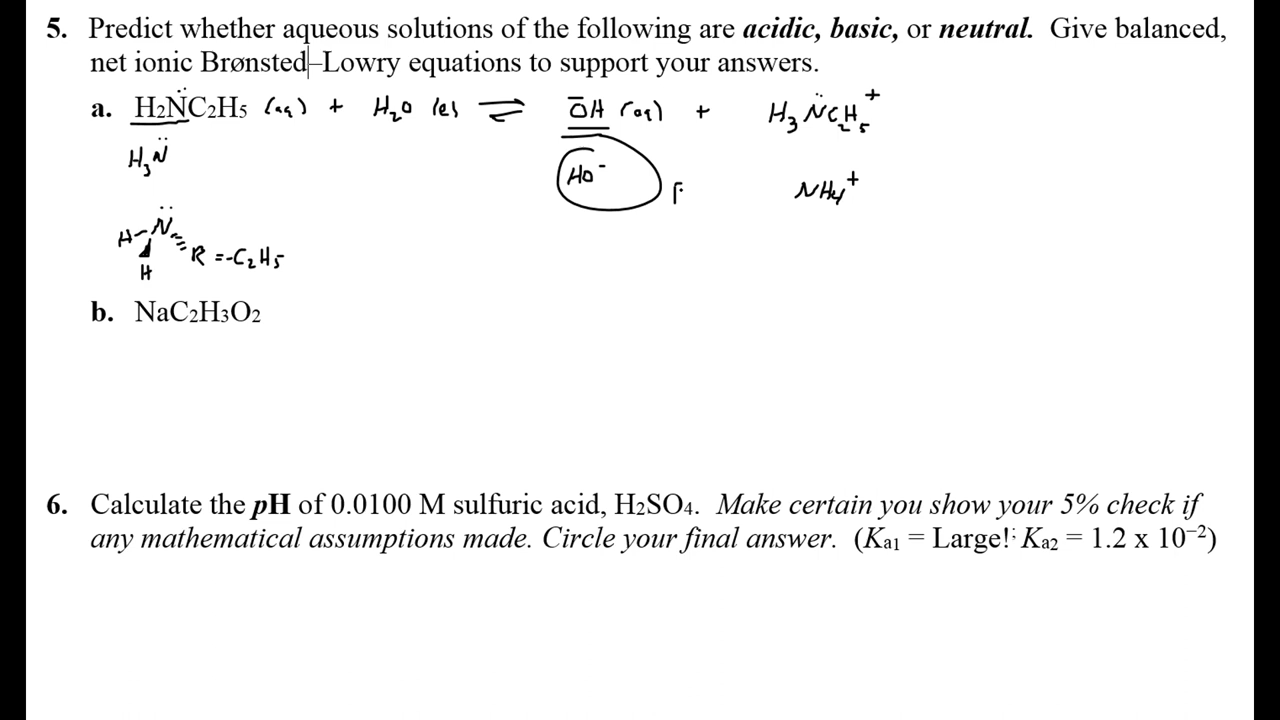 5. Predict whether aqueous solutions of the following are acidic, basic, or neutral. Give balanced,
net ionic Brønsted–Lowry equations to support your answers.
a. H₂N̈C₂H₅ (aq) + H₂O (l) ⇌ ŌH (aq) + H₃N̈C₂H₅⁺
H₃N̈
HO⁻
NH₄⁺
H–N̈
R = -C₂H₅
H
b. NaC₂H₃O₂
6. Calculate the pH of 0.0100 M sulfuric acid, H₂SO₄. Make certain you show your 5% check if
any mathematical assumptions made. Circle your final answer. (Kₐ₁ = Large!; Kₐ₂ = 1.2 x 10⁻²)